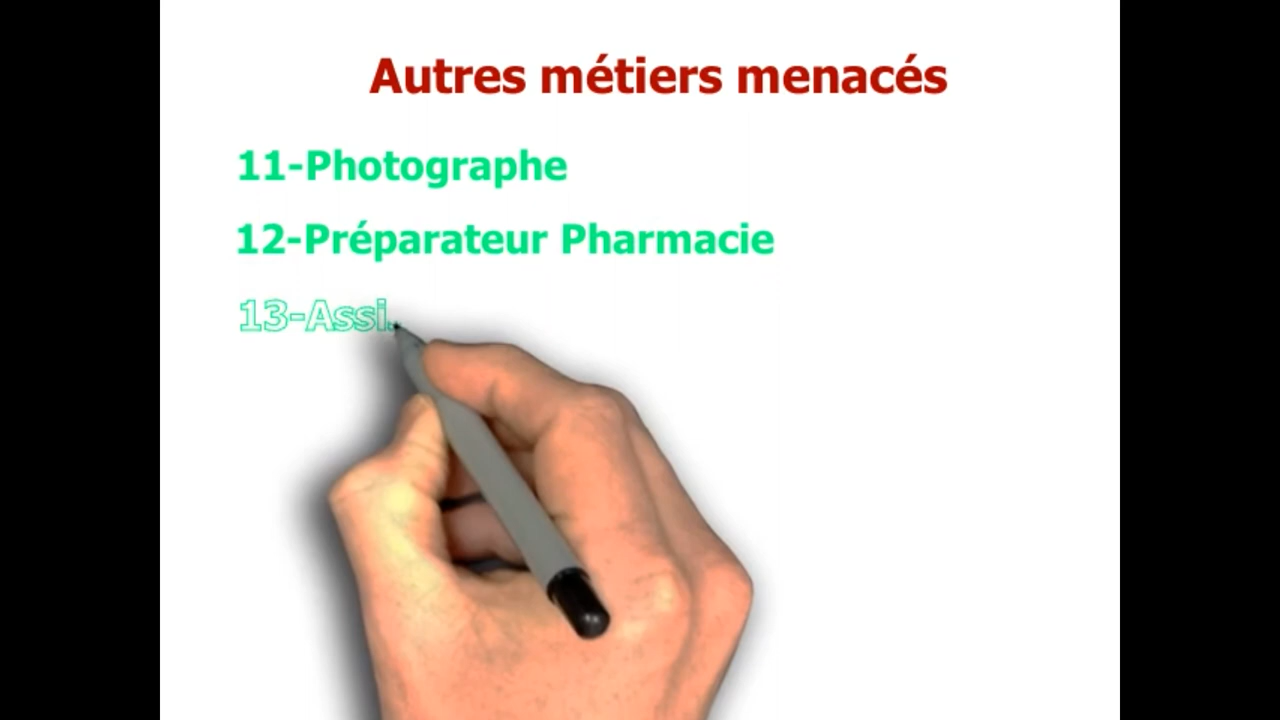 Autres métiers menacés
11-Photographe
12-Préparateur Pharmacie
13-Assi